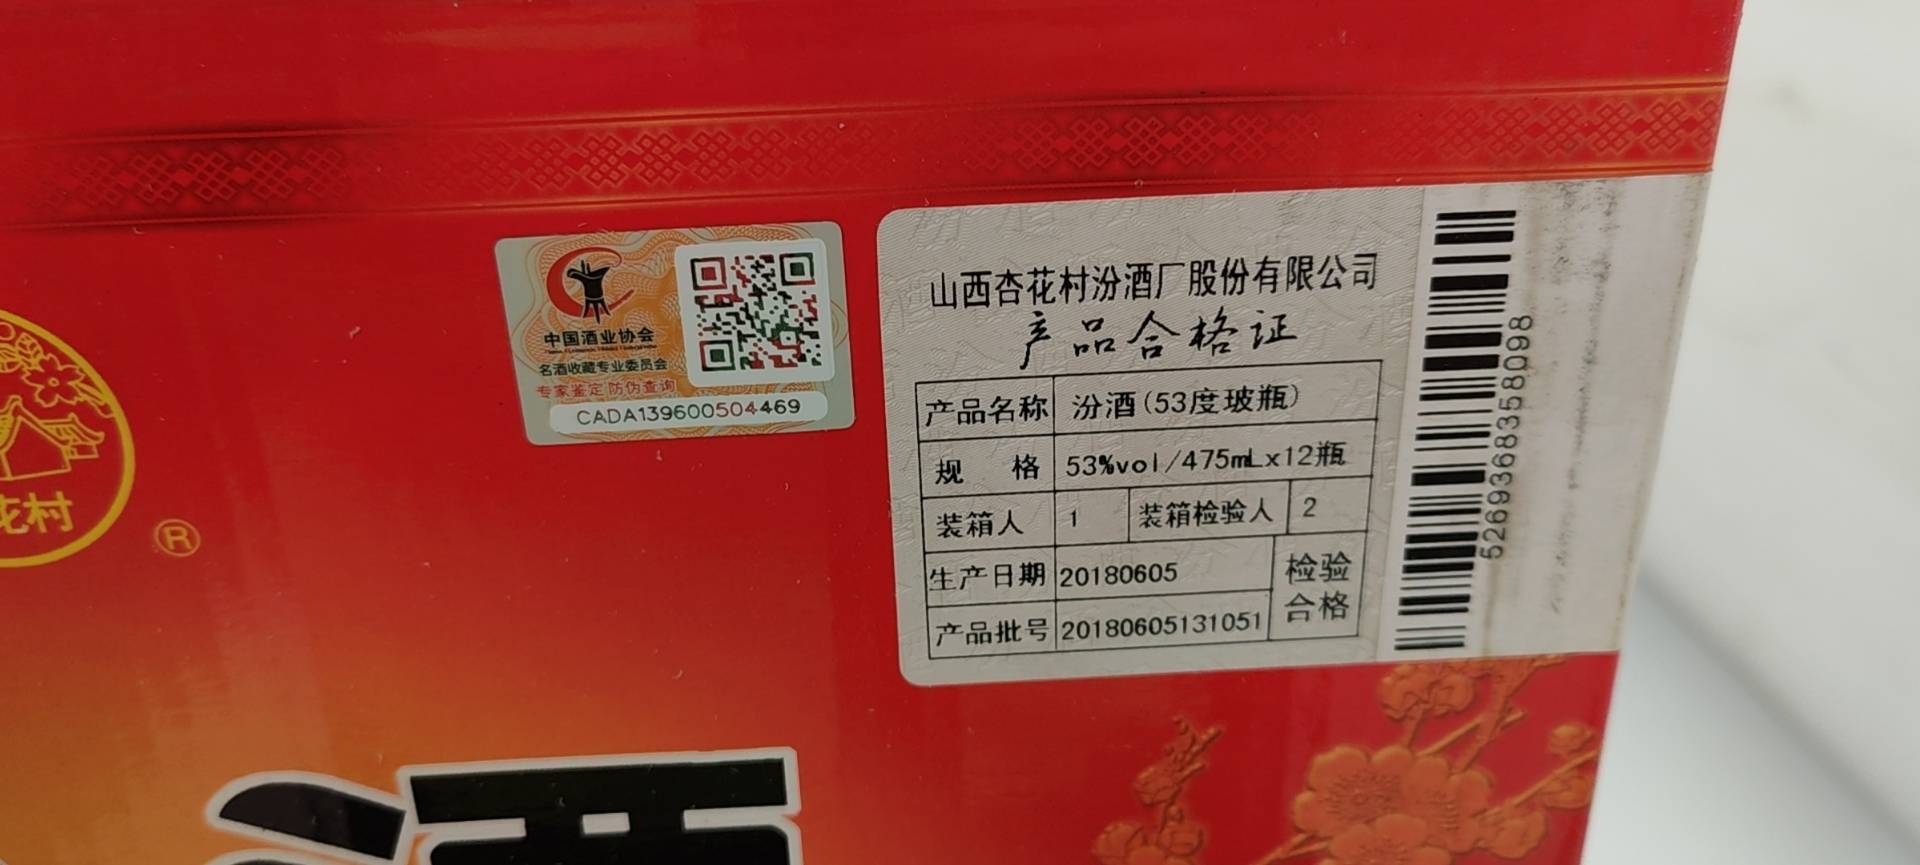 花村
®
中国酒业协会
名酒收藏专业委员会
专家鉴定 防伪查询
CADA139600504469
山西杏花村汾酒厂股份有限公司
产品合格证
产品名称 汾酒(53度玻瓶)
规 格 53%vol/475mLx12瓶
装箱人 1 装箱检验人 2
生产日期 20180605 检验
产品批号 20180605131051 合格
5269368358098
酒